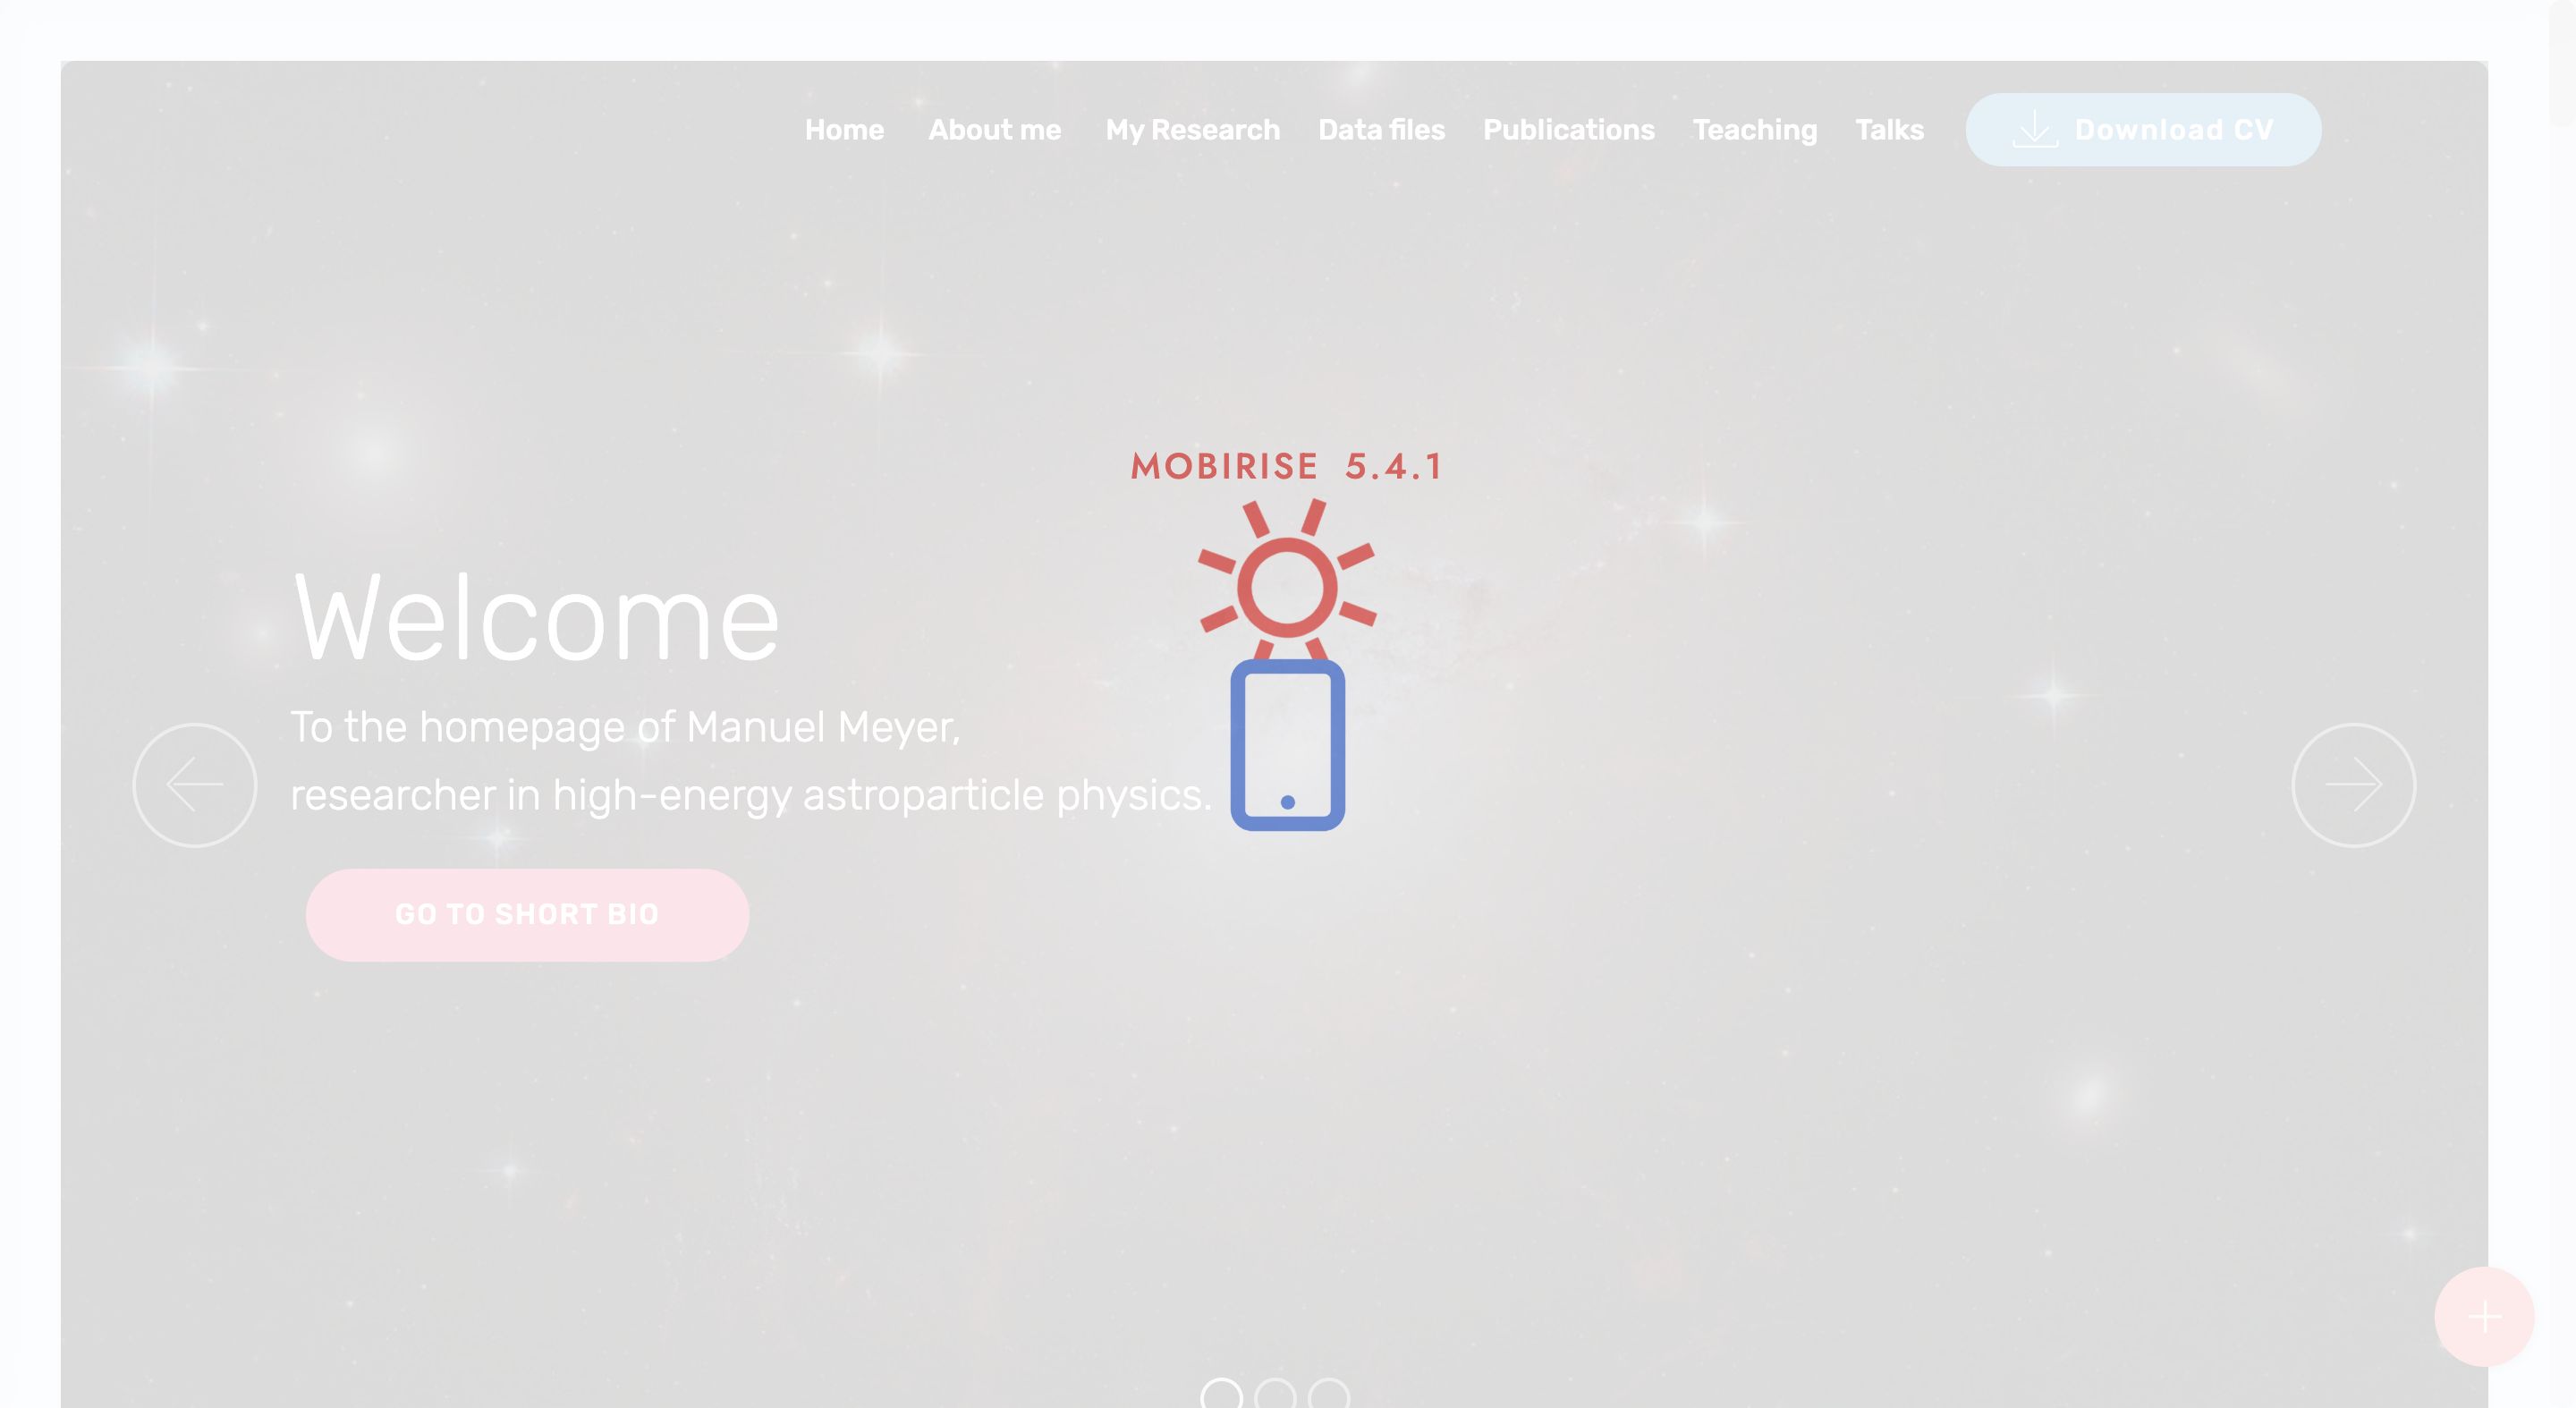 Home About me My Research Data files Publications Teaching Talks Download CV
MOBIRISE 5.4.1
Welcome
To the homepage of Manuel Meyer,
researcher in high-energy astroparticle physics.
GO TO SHORT BIO